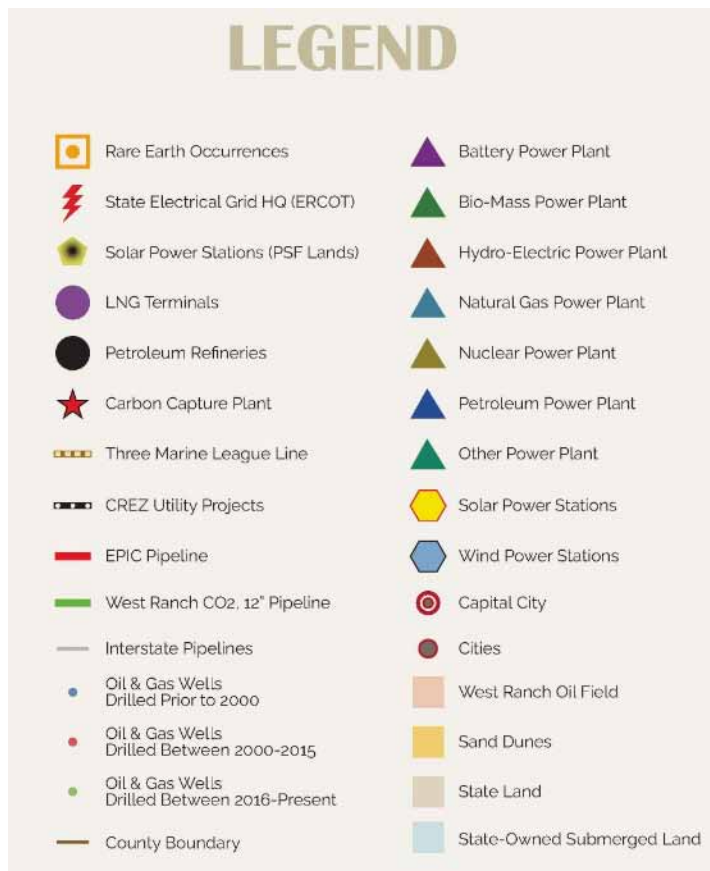 LEGEND
Rare Earth Occurrences
State Electrical Grid HQ (ERCOT)
Solar Power Stations (PSF Lands)
LNG Terminals
Petroleum Refineries
Carbon Capture Plant
Three Marine League Line
CREZ Utility Projects
EPIC Pipeline
West Ranch CO2, 12" Pipeline
Interstate Pipelines
Oil & Gas Wells
Drilled Prior to 2000
Oil & Gas Wells
Drilled Between 2000-2015
Oil & Gas Wells
Drilled Between 2016-Present
County Boundary
Battery Power Plant
Bio-Mass Power Plant
Hydro-Electric Power Plant
Natural Gas Power Plant
Nuclear Power Plant
Petroleum Power Plant
Other Power Plant
Solar Power Stations
Wind Power Stations
Capital City
Cities
West Ranch Oil Field
Sand Dunes
State Land
State-Owned Submerged Land